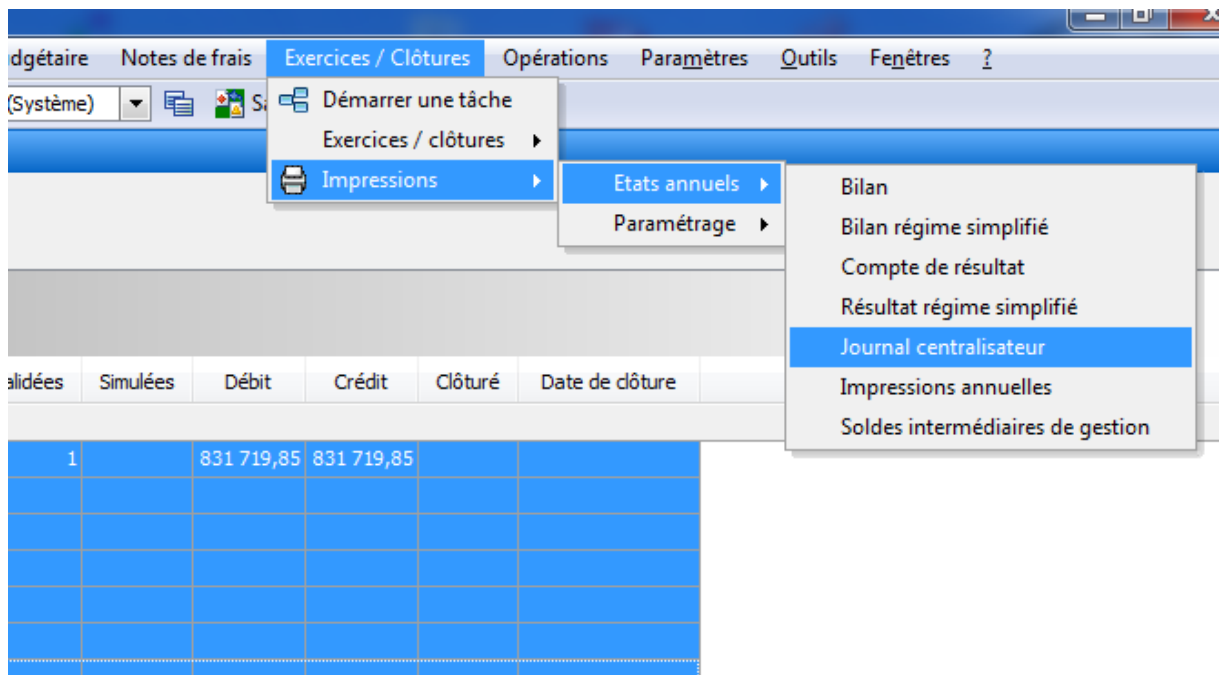 dgétaire Notes de frais Exercices / Clôtures Opérations Paramètres Outils Fenêtres ?
(Système) Sa Démarrer une tâche
Exercices / clôtures
Impressions Etats annuels Bilan
Paramétrage Bilan régime simplifié
Compte de résultat
Résultat régime simplifié
Journal centralisateur
alidées Simulées Débit Crédit Clôturé Date de clôture Impressions annuelles
Soldes intermédiaires de gestion
1 831 719,85 831 719,85